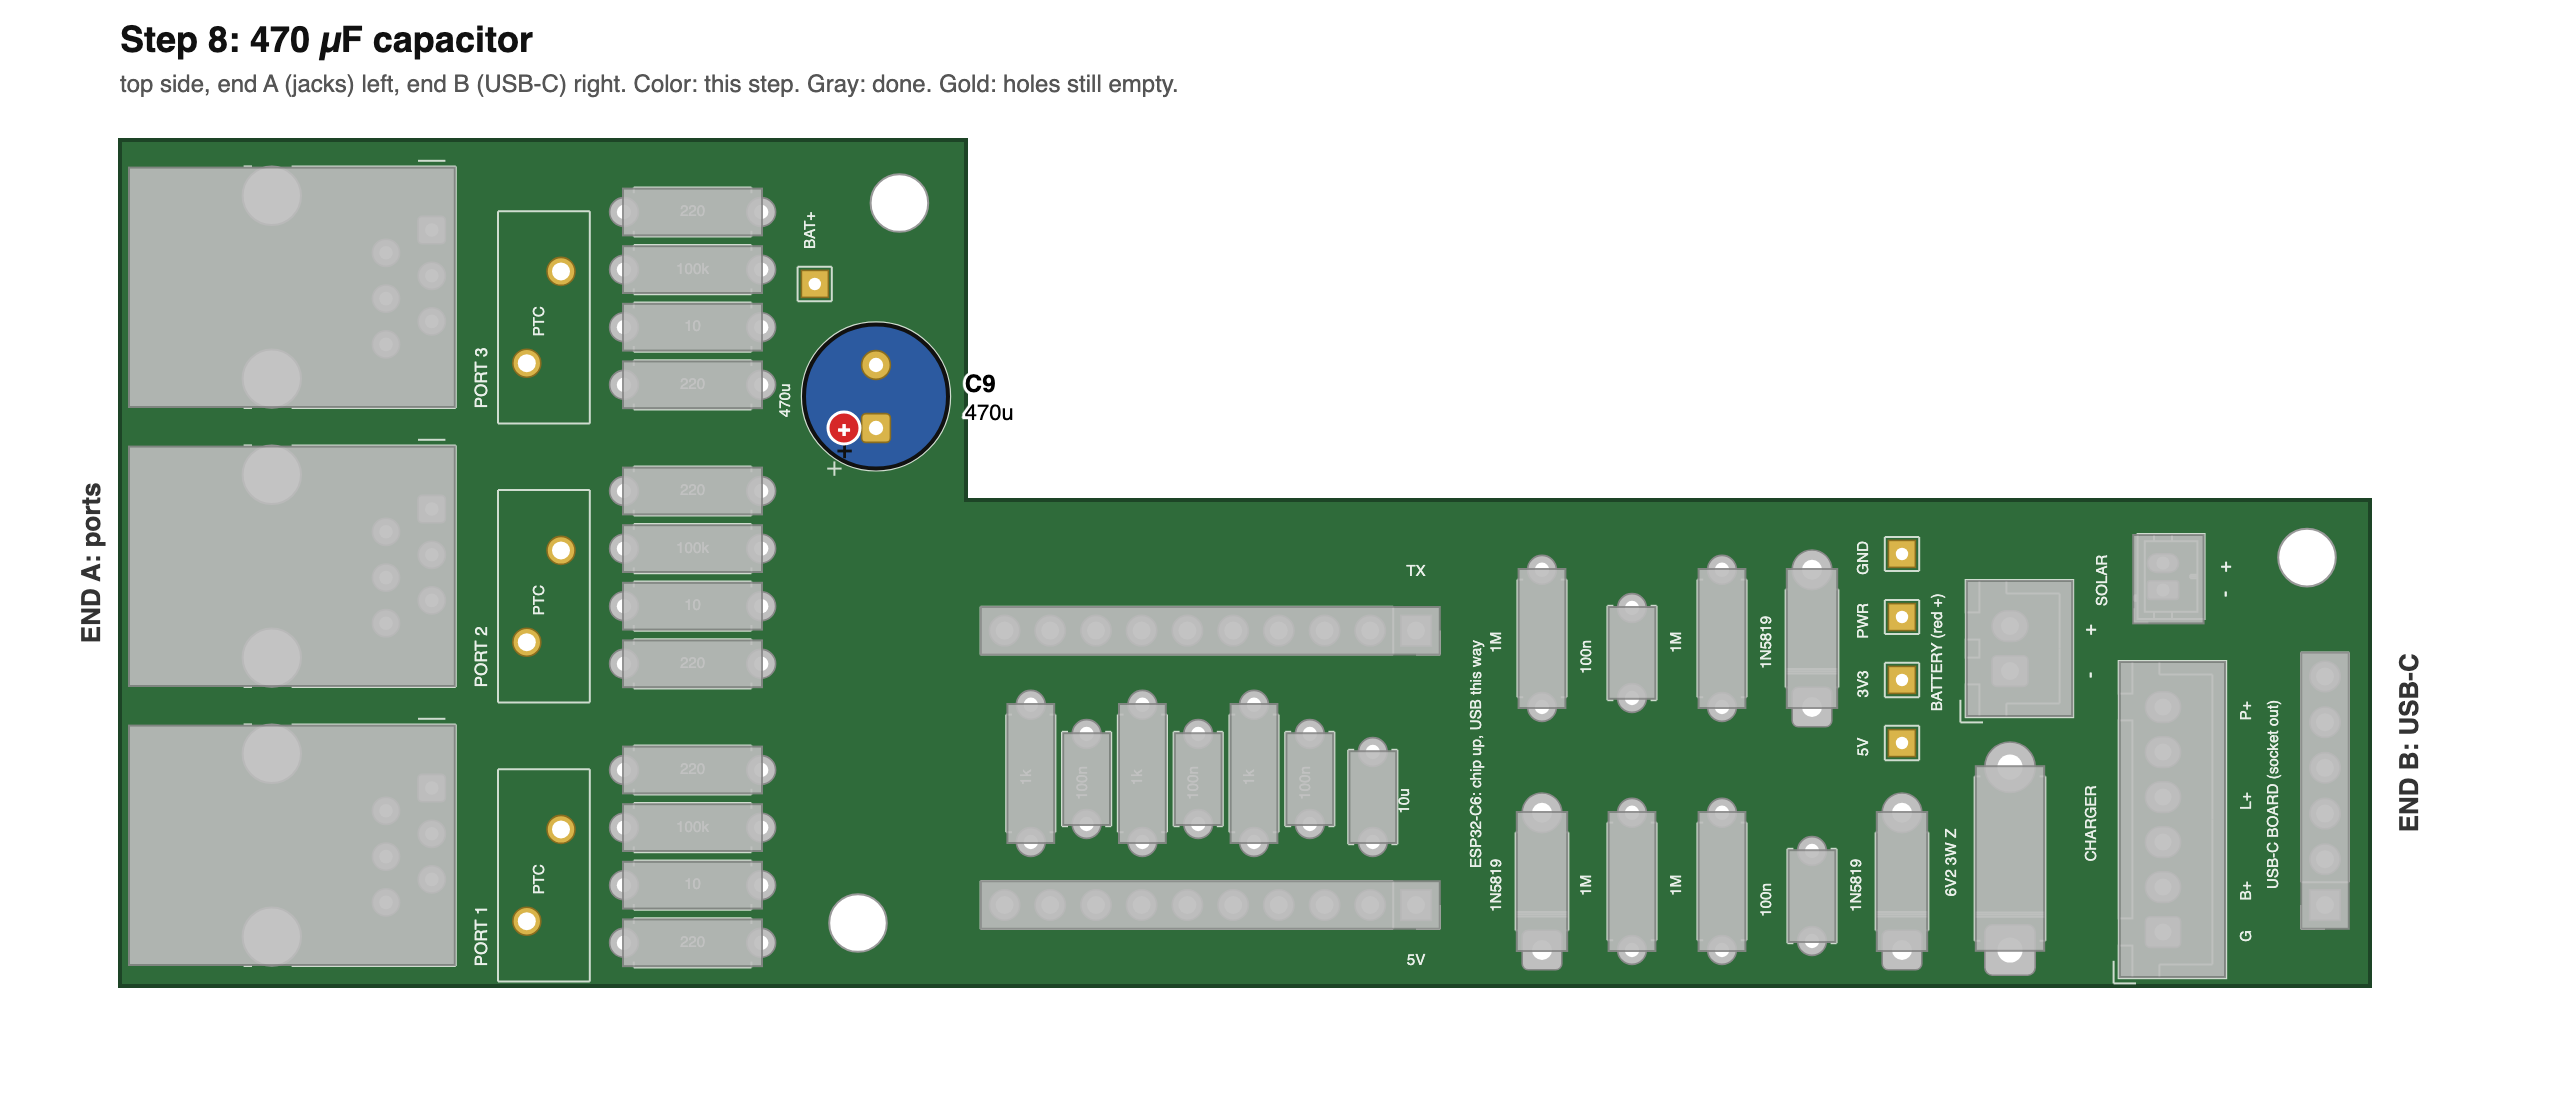 Step 8: 470 µF capacitor
top side, end A (jacks) left, end B (USB-C) right. Color: this step. Gray: done. Gold: holes still empty.
END A: ports
PORT 3
PTC
220
100k
10
220
BAT+
470u
+
+
+
C9
470u
PORT 2
PTC
220
100k
10
220
PORT 1
PTC
220
100k
10
220
TX
1k
100n
1k
100n
1k
100n
10u
5V
ESP32-C6: chip up, USB this way
1M
100n
1M
1N5819
1N5819
1M
1M
100n
1N5819
GND
PWR
3V3
5V
BATTERY (red +)
+
-
6V2 3W Z
SOLAR
+
-
CHARGER
P+
L+
B+
G
USB-C BOARD (socket out)
END B: USB-C